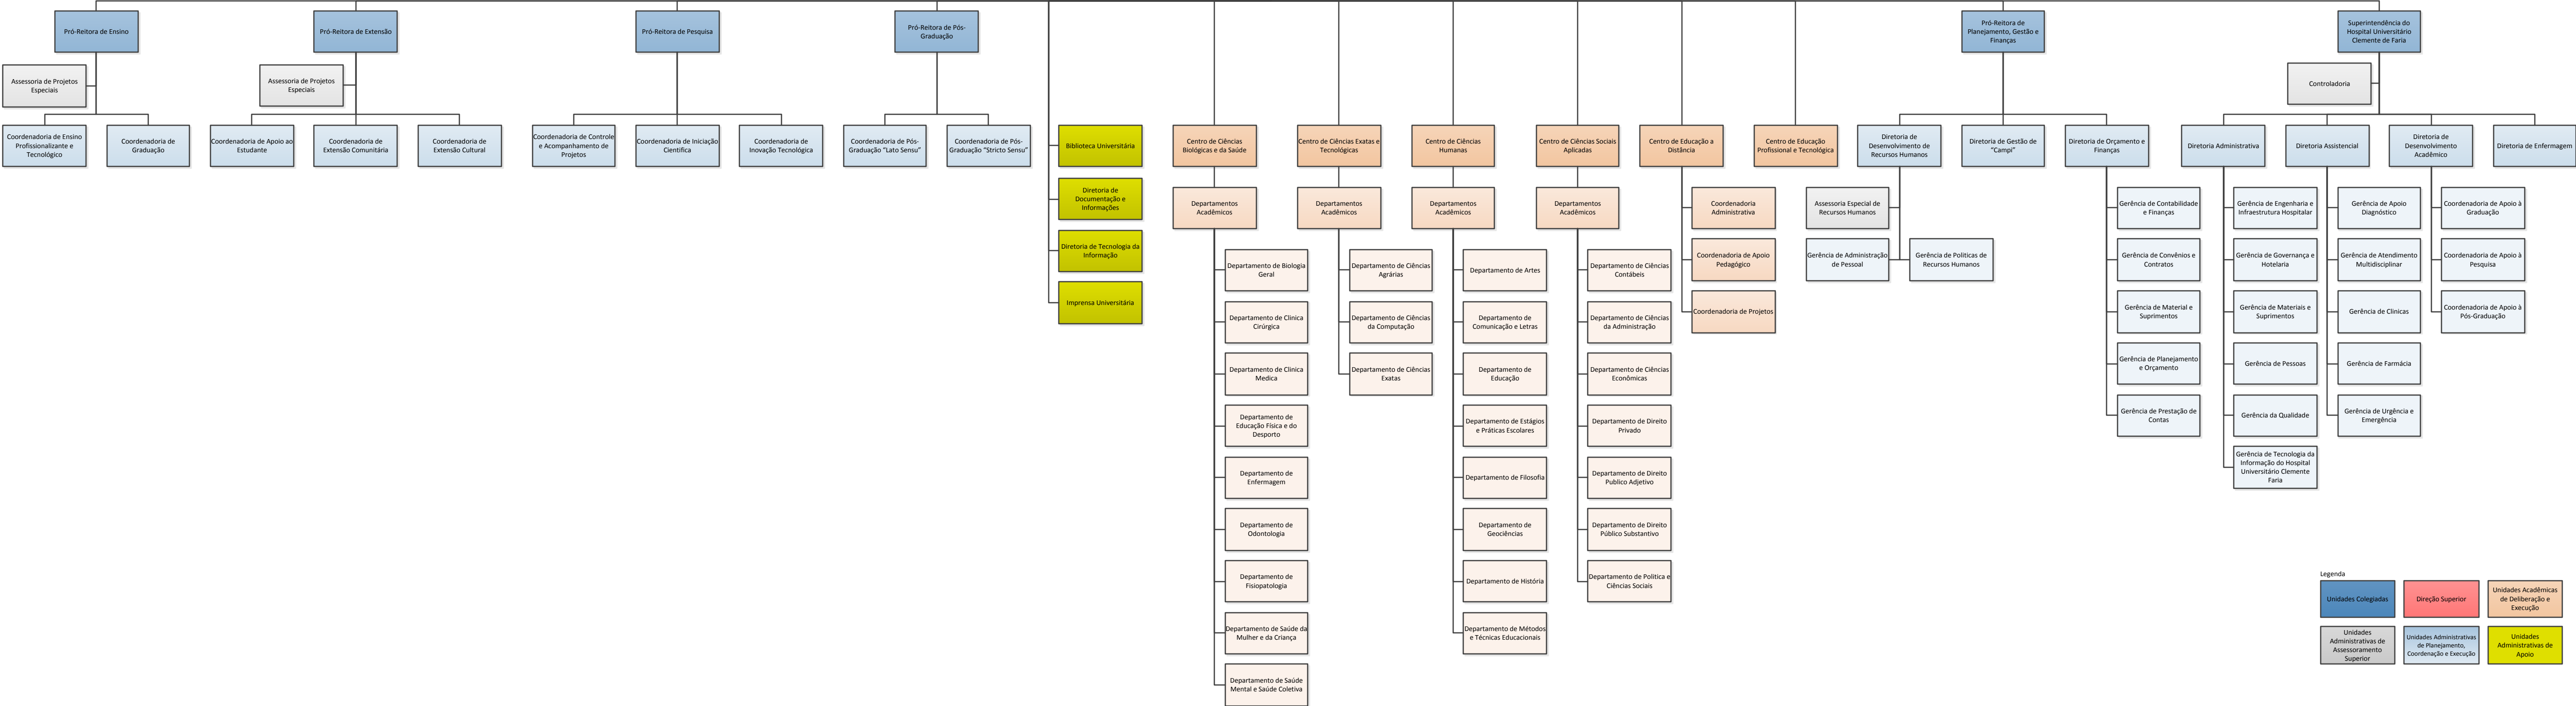 Pró-Reitora de Ensino
Assessoria de Projetos
Especiais
Coordenadoria de Ensino
Profissionalizante e
Tecnológico
Coordenadoria de
Graduação
Pró-Reitora de Extensão
Assessoria de Projetos
Especiais
Coordenadoria de Apoio ao
Estudante
Coordenadoria de
Extensão Comunitária
Coordenadoria de
Extensão Cultural
Pró-Reitora de Pesquisa
Coordenadoria de Controle
e Acompanhamento de
Projetos
Coordenadoria de Iniciação
Cientifica
Coordenadoria de
Inovação Tecnológica
Pró-Reitora de Pós-
Graduação
Coordenadoria de Pós-
Graduação "Lato Sensu"
Coordenadoria de Pós-
Graduação "Stricto Sensu"
Biblioteca Universitária
Diretoria de
Documentação e
Informações
Diretoria de Tecnologia da
Informação
Imprensa Universitária
Centro de Ciências
Biológicas e da Saúde
Departamentos
Acadêmicos
Departamento de Biologia
Geral
Departamento de Clinica
Cirúrgica
Departamento de Clinica
Medica
Departamento de
Educação Física e do
Desporto
Departamento de
Enfermagem
Departamento de
Odontologia
Departamento de
Fisiopatologia
Departamento de Saúde da
Mulher e da Criança
Departamento de Saúde
Mental e Saúde Coletiva
Centro de Ciências Exatas e
Tecnológicas
Departamentos
Acadêmicos
Departamento de Ciências
Agrárias
Departamento de Ciências
da Computação
Departamento de Ciências
Exatas
Centro de Ciências
Humanas
Departamentos
Acadêmicos
Departamento de Artes
Departamento de
Comunicação e Letras
Departamento de
Educação
Departamento de Estágios
e Práticas Escolares
Departamento de Filosofia
Departamento de
Geociências
Departamento de História
Departamento de Métodos
e Técnicas Educacionais
Centro de Ciências Sociais
Aplicadas
Departamentos
Acadêmicos
Departamento de Ciências
Contábeis
Departamento de Ciências
da Administração
Departamento de Ciências
Econômicas
Departamento de Direito
Privado
Departamento de Direito
Publico Adjetivo
Departamento de Direito
Público Substantivo
Departamento de Politica e
Ciências Sociais
Centro de Educação a
Distância
Coordenadoria
Administrativa
Coordenadoria de Apoio
Pedagógico
Coordenadoria de Projetos
Centro de Educação
Profissional e Tecnológica
Pró-Reitora de
Planejamento, Gestão e
Finanças
Diretoria de
Desenvolvimento de
Recursos Humanos
Assessoria Especial de
Recursos Humanos
Gerência de Administração
de Pessoal
Gerência de Politicas de
Recursos Humanos
Diretoria de Gestão de
"Campi"
Diretoria de Orçamento e
Finanças
Gerência de Contabilidade
e Finanças
Gerência de Convênios e
Contratos
Gerência de Material e
Suprimentos
Gerência de Planejamento
e Orçamento
Gerência de Prestação de
Contas
Superintendência do
Hospital Universitário
Clemente de Faria
Controladoria
Diretoria Administrativa
Gerência de Engenharia e
Infraestrutura Hospitalar
Gerência de Governança e
Hotelaria
Gerência de Materiais e
Suprimentos
Gerência de Pessoas
Gerência da Qualidade
Gerência de Tecnologia da
Informação do Hospital
Universitário Clemente
Faria
Diretoria Assistencial
Gerência de Apoio
Diagnóstico
Gerência de Atendimento
Multidisciplinar
Gerência de Clinicas
Gerência de Farmácia
Gerência de Urgência e
Emergência
Diretoria de
Desenvolvimento
Acadêmico
Coordenadoria de Apoio à
Graduação
Coordenadoria de Apoio à
Pesquisa
Coordenadoria de Apoio à
Pós-Graduação
Diretoria de Enfermagem
Legenda
Unidades Colegiadas
Direção Superior
Unidades Acadêmicas
de Deliberação e
Execução
Unidades
Administrativas de
Assessoramento
Superior
Unidades Administrativas
de Planejamento,
Coordenação e Execução
Unidades
Administrativas de
Apoio